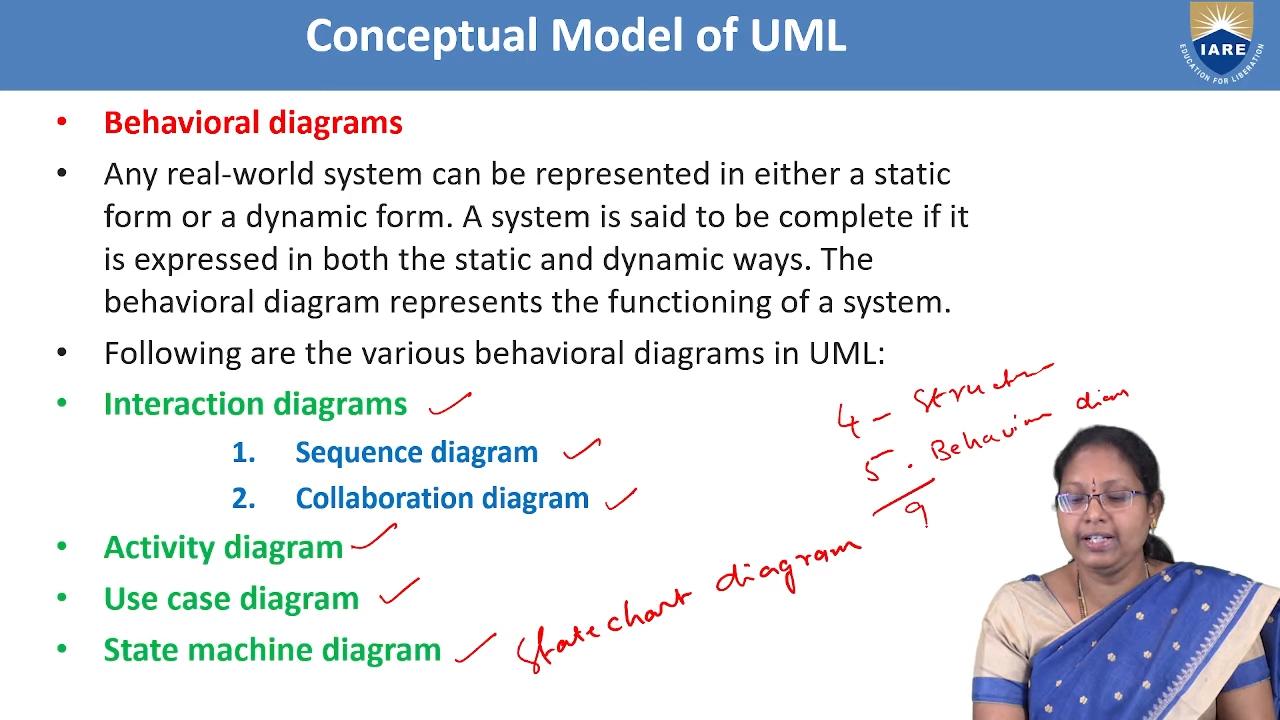 Conceptual Model of UML
IARE
EDUCATION FOR LIBERATION
• Behavioral diagrams
• Any real-world system can be represented in either a static
form or a dynamic form. A system is said to be complete if it
is expressed in both the static and dynamic ways. The
behavioral diagram represents the functioning of a system.
• Following are the various behavioral diagrams in UML:
• Interaction diagrams
1. Sequence diagram
2. Collaboration diagram
• Activity diagram
• Use case diagram
• State machine diagram
4 -
5.
9
Statechart diagram